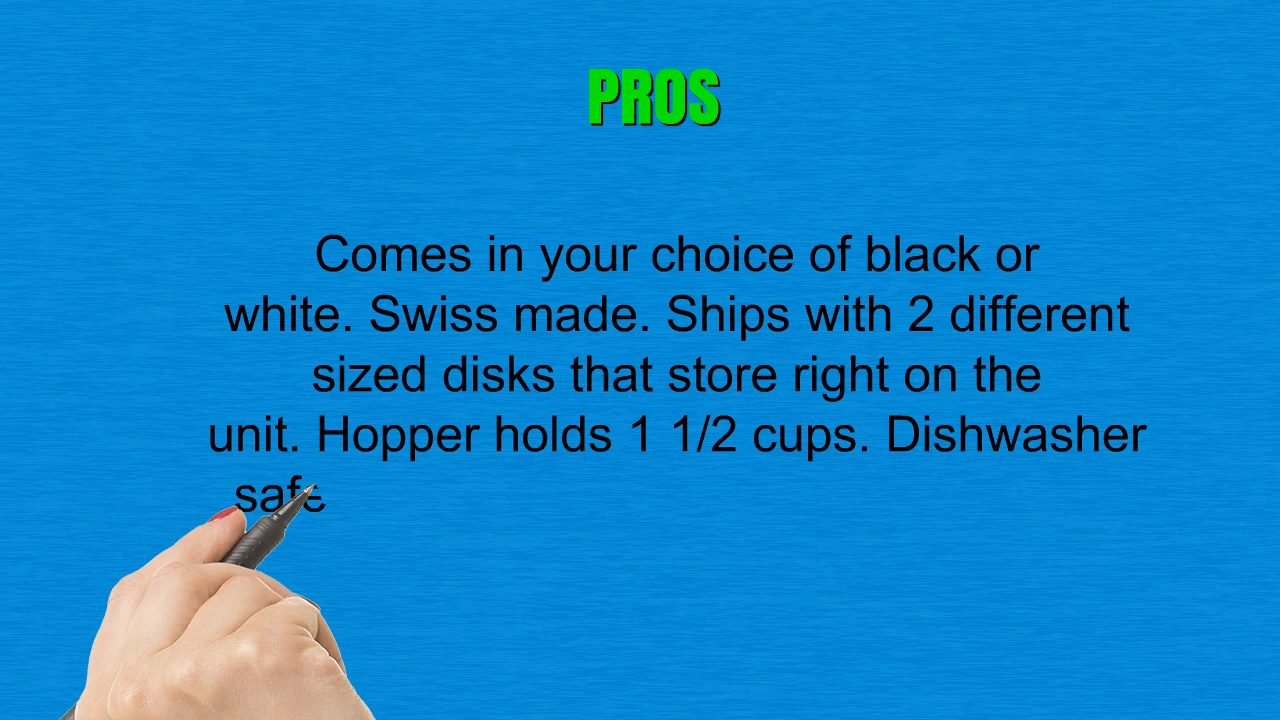 PROS
Comes in your choice of black or
white. Swiss made. Ships with 2 different
sized disks that store right on the
unit. Hopper holds 1 1/2 cups. Dishwasher
safe